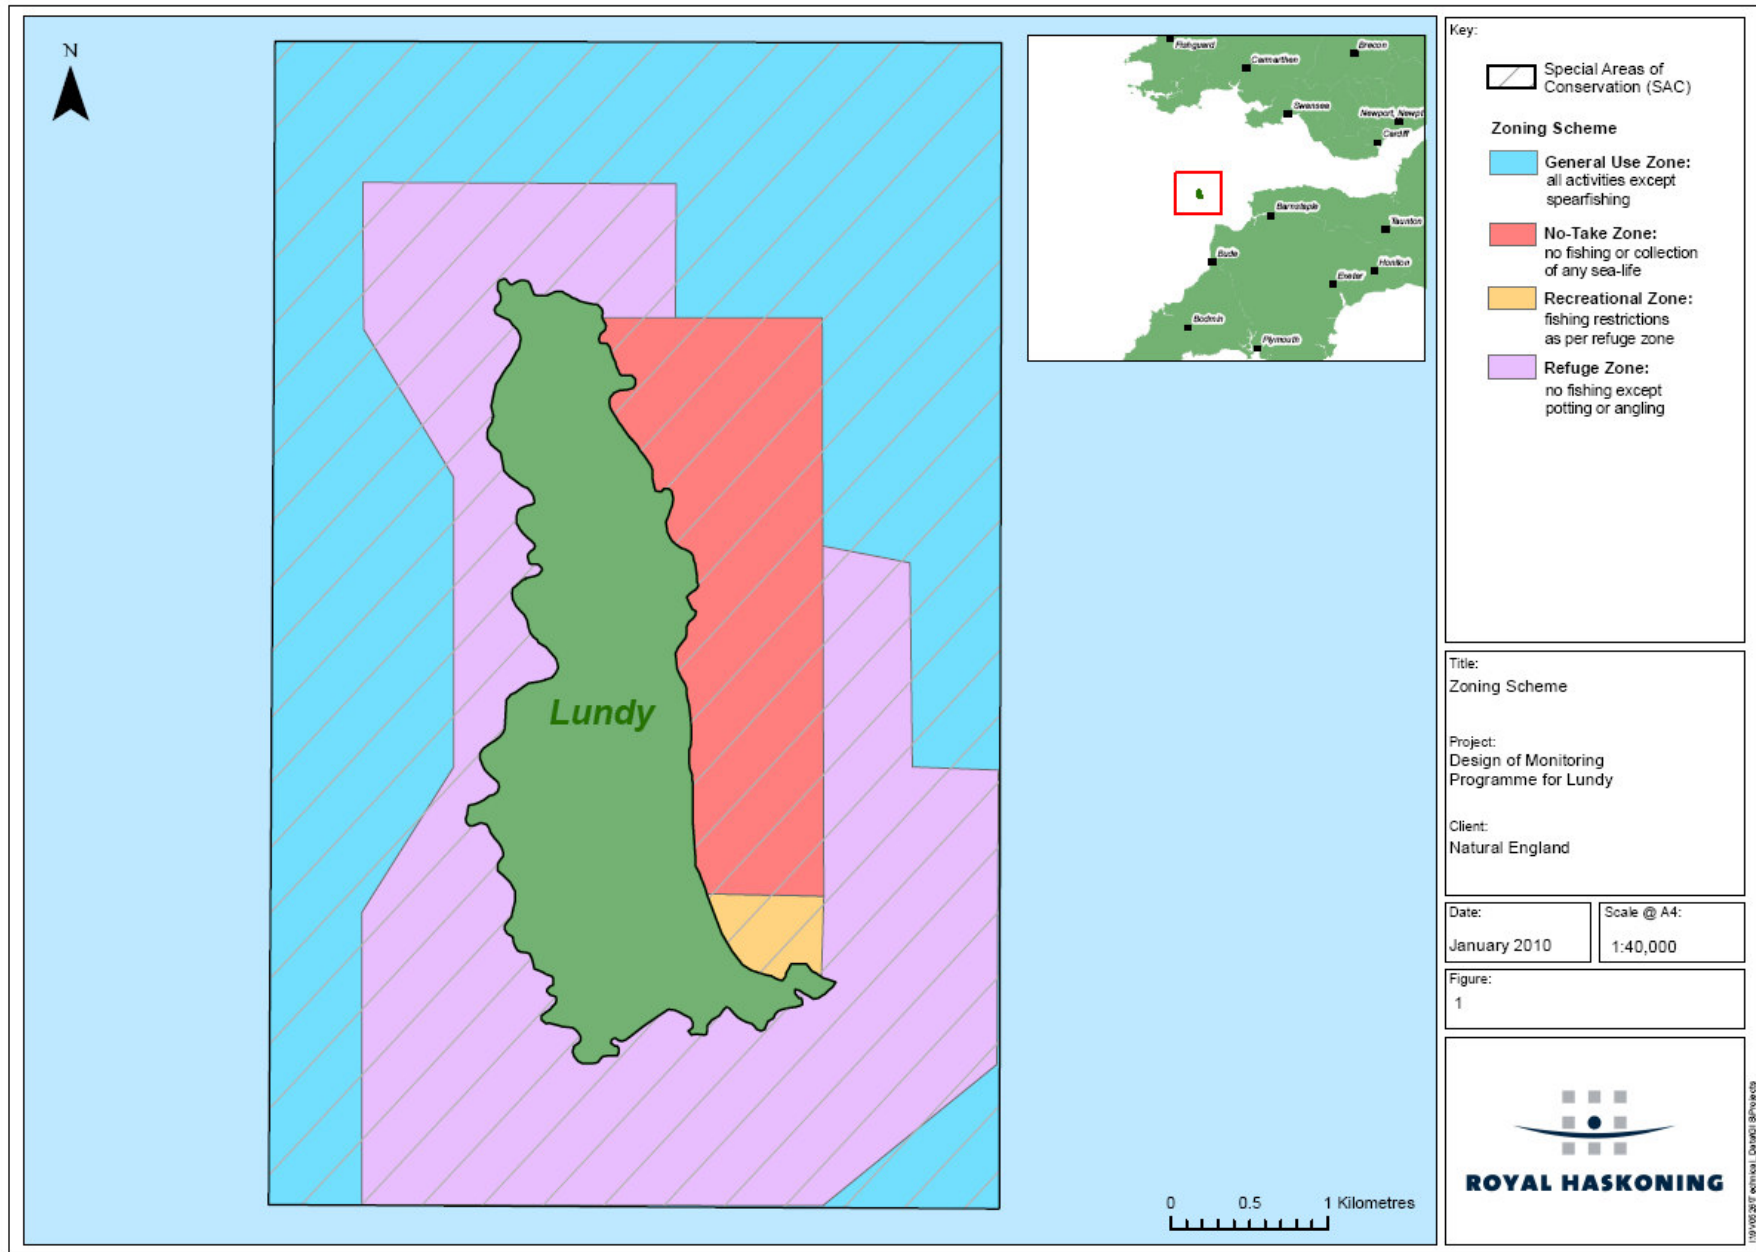 N
Lundy
0 0.5 1 Kilometres
Fishguard
Carmarthen
Brecon
Swansea
Newport, Newpt
Cardiff
Barnstaple
Taunton
Bude
Honiton
Exeter
Bodmin
Plymouth
Key:
Special Areas of
Conservation (SAC)
Zoning Scheme
General Use Zone:
all activities except
spearfishing
No-Take Zone:
no fishing or collection
of any sea-life
Recreational Zone:
fishing restrictions
as per refuge zone
Refuge Zone:
no fishing except
potting or angling
Title:
Zoning Scheme
Project:
Design of Monitoring
Programme for Lundy
Client:
Natural England
Date:
January 2010
Scale @ A4:
1:40,000
Figure:
1
ROYAL HASKONING